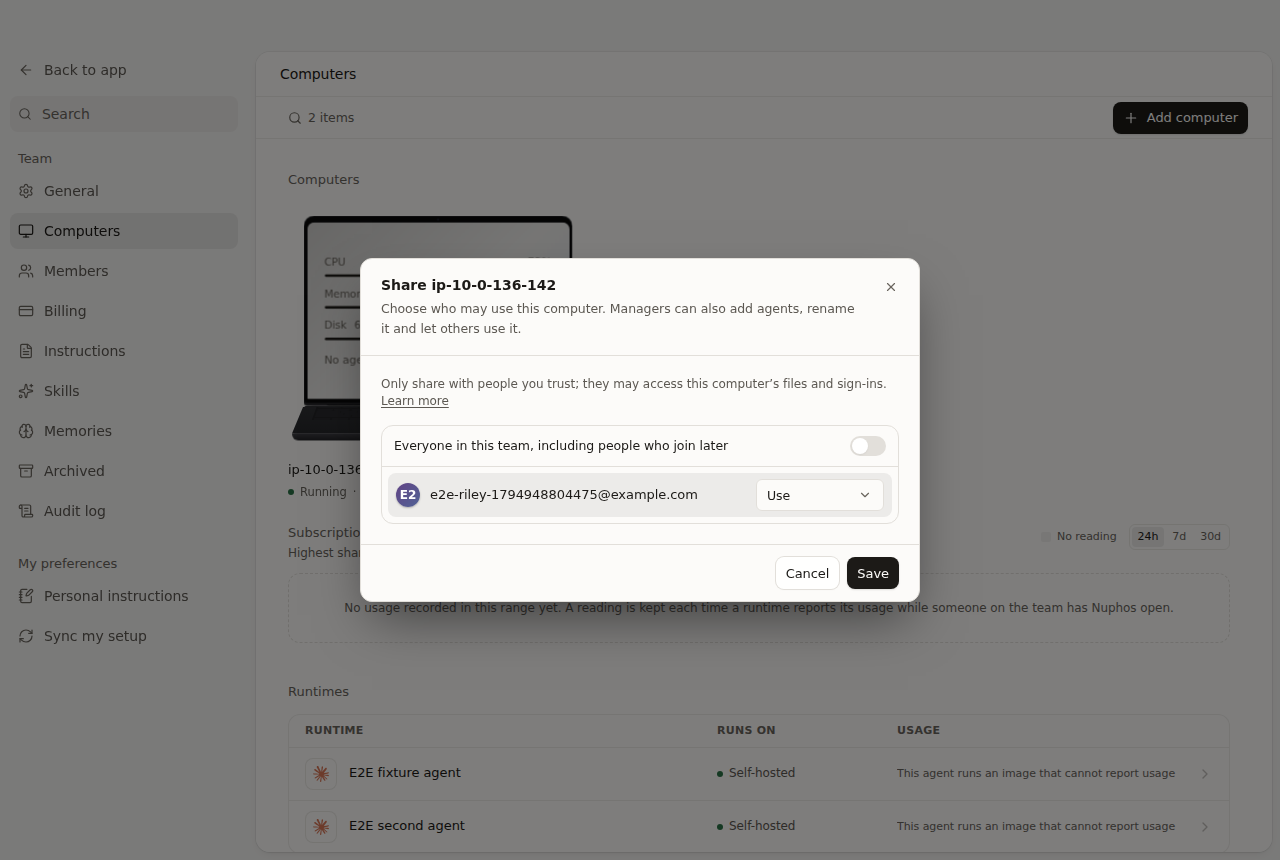 Back to app
Search
Team
General
Computers
Members
Billing
Instructions
Skills
Memories
Archived
Audit log
My preferences
Personal instructions
Sync my setup
Computers
2 items
Add computer
Computers
CPU
Disk
Share ip-10-0-136-142
Choose who may use this computer. Managers can also add agents, rename
it and let others use it.
Only share with people you trust; they may access this computer’s files and sign-ins.
Learn more
Everyone in this team, including people who join later
E2
e2e-riley-1794948804475@example.com
Use
Cancel
Save
ip-10-0-136
Running ·
No reading
24h
7d
30d
No usage recorded in this range yet. A reading is kept each time a runtime reports its usage while someone on the team has Nuphos open.
Runtimes
RUNTIME
RUNS ON
USAGE
E2E fixture agent
Self-hosted
This agent runs an image that cannot report usage
E2E second agent
Self-hosted
This agent runs an image that cannot report usage